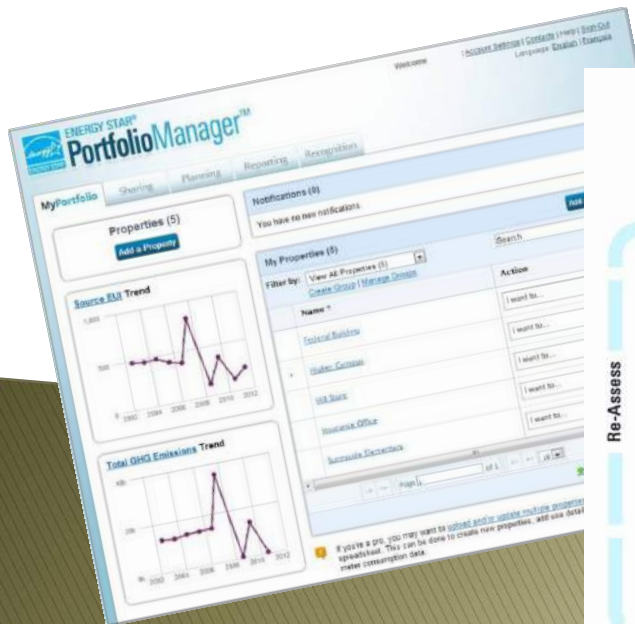 Welcome
| Account Settings | Contacts | Help | Sign Out
Language: English | Français
ENERGY STAR®
PortfolioManager™
MyPortfolio
Sharing
Planning
Reporting
Recognition
Properties (5)
Add a Property
Source EUI Trend
1,000
500
0
2002 2004 2006 2008 2010 2012
Total GHG Emissions Trend
40k
20k
0k
2002 2004 2006 2008 2010 2012
Notifications (0)
You have no new notifications.
My Properties (5)
Add
Filter by:
View All Properties (5)
Search
Create Group | Manage Groups
Name
Action
Federal Building
I want to...
I want to...
I want to...
Insurance Office
I want to...
Sunnyside Elementary
I want to...
Page 1 of 1
If you're a pro, you may want to upload and/or update multiple properties
spreadsheet. This can be done to create new properties, add use detail
meter consumption data.
Re-Assess